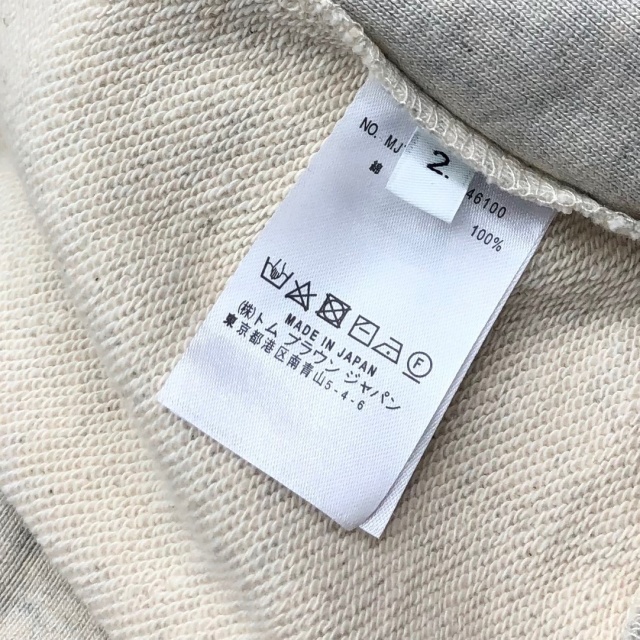 NO. MJ
46100
2.
綿 100%
MADE IN JAPAN
(株)トム ブラウン ジャパン
東京都港区南青山5-4-6
F